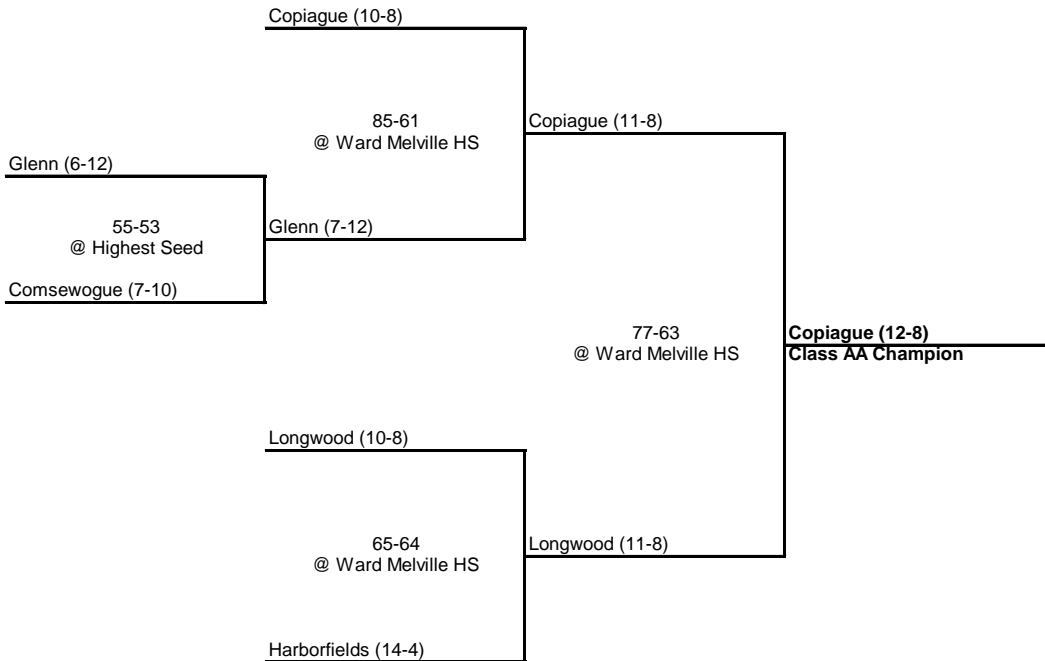 Copiague (10-8)
85-61
@ Ward Melville HS
Copiague (11-8)
Glenn (6-12)
55-53
@ Highest Seed
Glenn (7-12)
Comsewogue (7-10)
77-63
@ Ward Melville HS
Copiague (12-8)
Class AA Champion
Longwood (10-8)
65-64
@ Ward Melville HS
Longwood (11-8)
Harborfields (14-4)